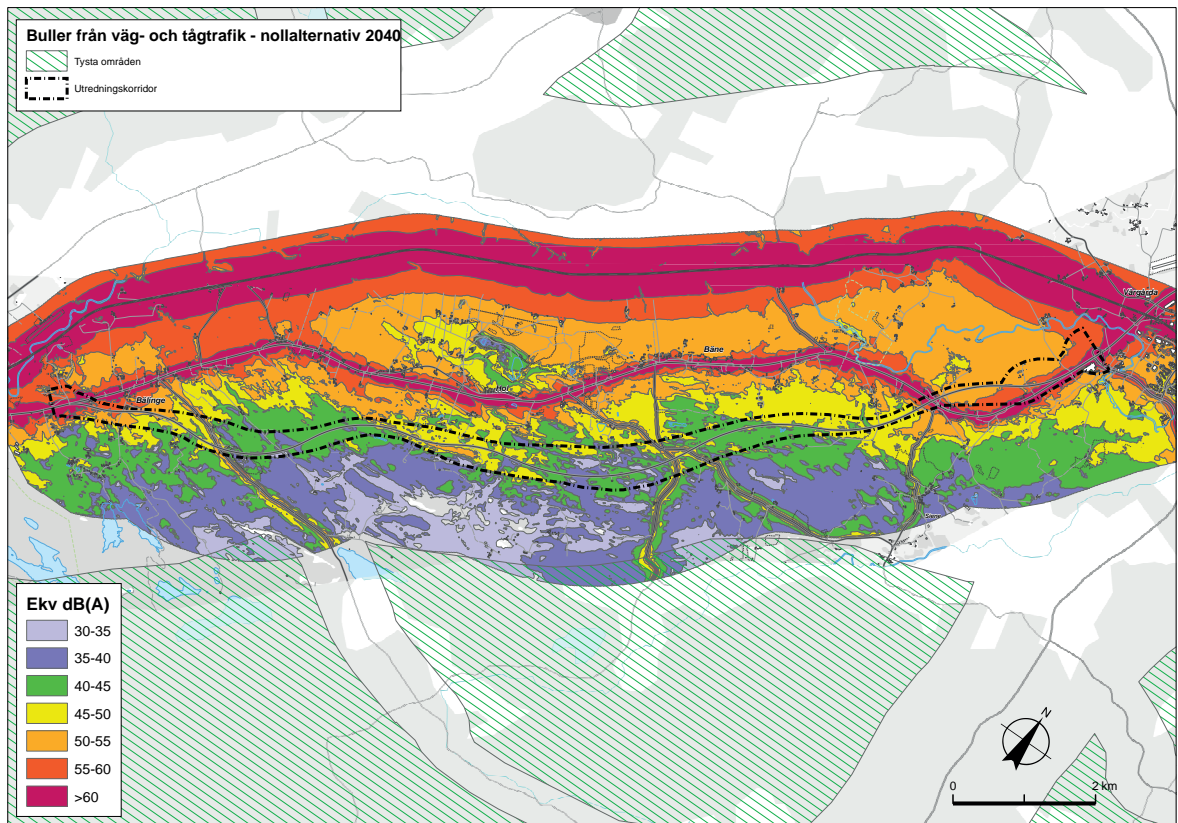 Buller från väg- och tågtrafik - nollalternativ 2040
Tysta områden
Utredningskorridor
Vårgårda
Bäne
Hol
Bälinge
Ekv dB(A)
30-35
35-40
40-45
45-50
50-55
55-60
>60
N
0 2 km